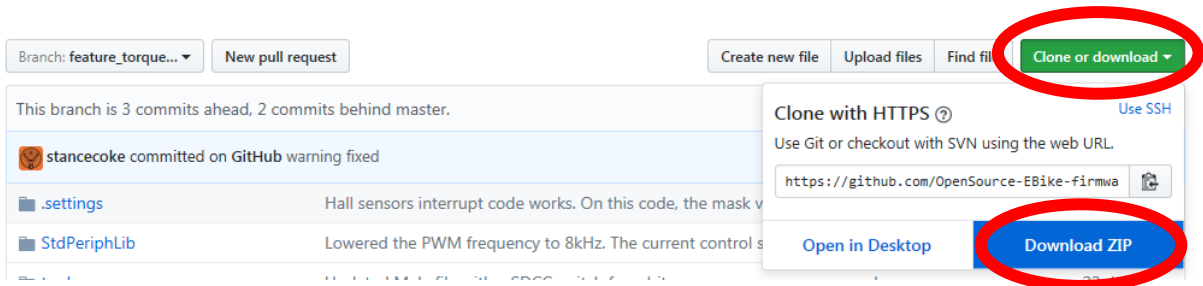 Branch: feature_torque...
New pull request
Create new file
Upload files
Find fil
Clone or download
This branch is 3 commits ahead, 2 commits behind master.
Clone with HTTPS
Use SSH
Use Git or checkout with SVN using the web URL.
stancecoke committed on GitHub warning fixed
https://github.com/OpenSource-EBike-firmwa
.settings
Hall sensors interrupt code works. On this code, the mask v
StdPeriphLib
Lowered the PWM frequency to 8kHz. The current control s
Open in Desktop
Download ZIP